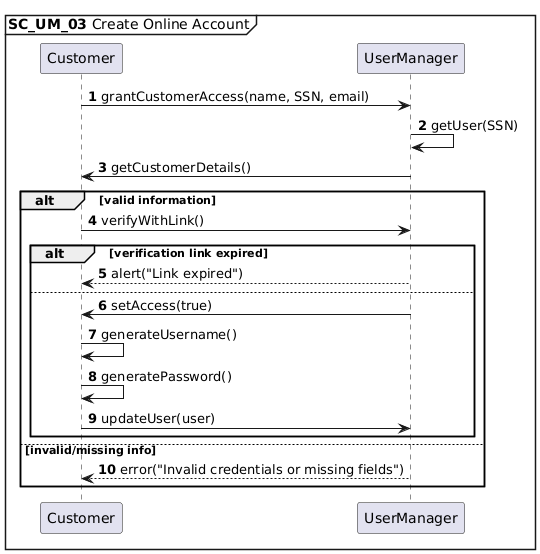 SC_UM_03 Create Online Account
Customer UserManager
1 grantCustomerAccess(name, SSN, email)
2 getUser(SSN)
3 getCustomerDetails()
alt [valid information]
4 verifyWithLink()
alt [verification link expired]
5 alert("Link expired")
6 setAccess(true)
7 generateUsername()
8 generatePassword()
9 updateUser(user)
[invalid/missing info]
10 error("Invalid credentials or missing fields")
Customer UserManager